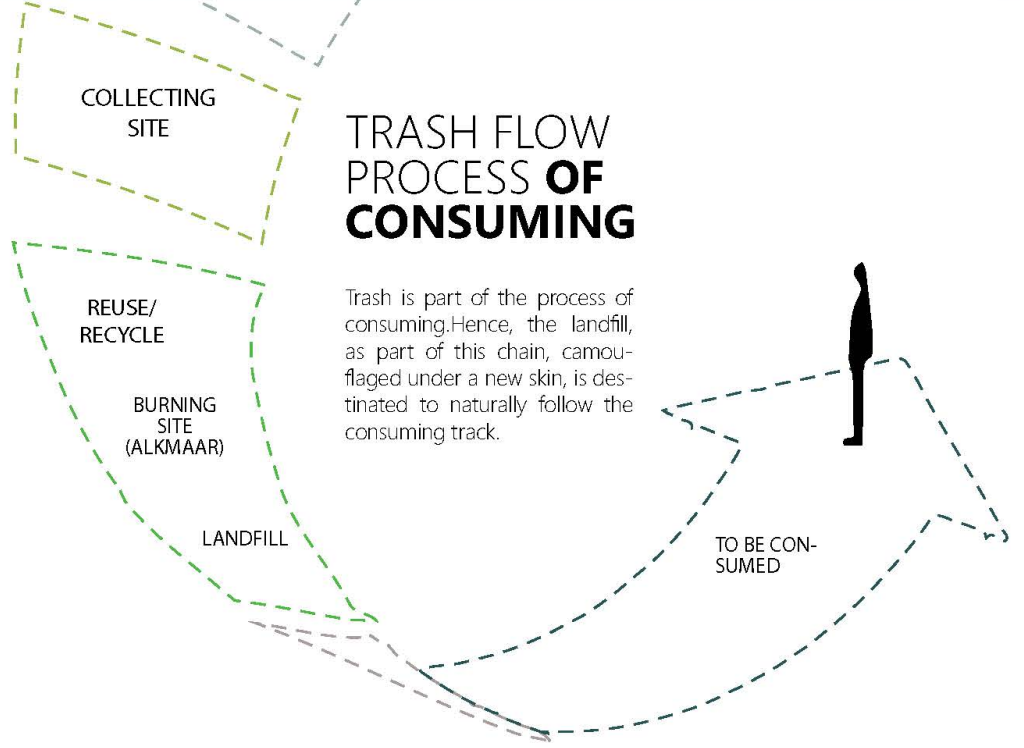 COLLECTING
SITE
TRASH FLOW
PROCESS OF
CONSUMING
Trash is part of the process of
consuming.Hence, the landfill,
as part of this chain, camou-
flaged under a new skin, is des-
tinated to naturally follow the
consuming track.
REUSE/
RECYCLE
BURNING
SITE
(ALKMAAR)
LANDFILL
TO BE CON-
SUMED